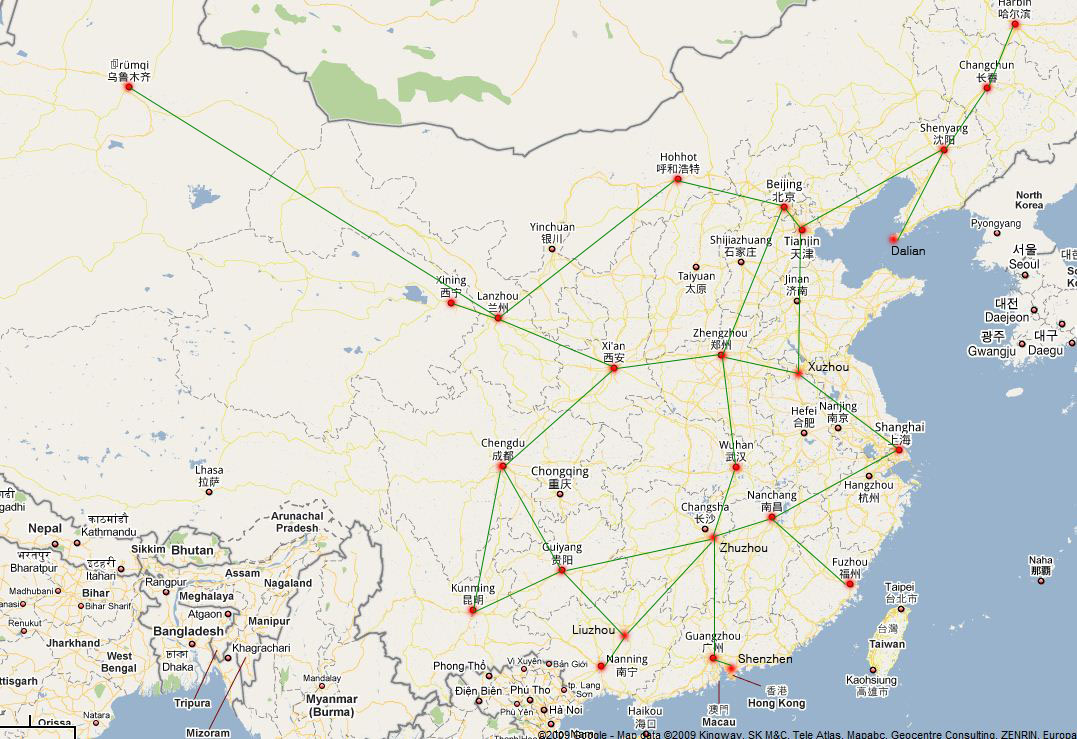 Harbin
哈尔滨
rümqi
乌鲁木齐
Changchun
长春
Shenyang
沈阳
Hohhot
呼和浩特
Beijing
北京
North
Korea
Pyongyang
Yinchuan
银川
Shijiazhuang
石家庄
Tianjin
天津
Dalian
서울
Seoul
Taiyuan
太原
Jinan
济南
Xining
西宁
Lanzhou
兰州
대전
Daejeon
광주
Gwangju
대구
Daegu
Zhengzhou
郑州
Xi'an
西安
Xuzhou
Hefei
合肥
Nanjing
南京
Shanghai
上海
Chengdu
成都
Wuhan
武汉
Lhasa
拉萨
Chongqing
重庆
Hangzhou
杭州
Nanchang
南昌
Changsha
长沙
Zhuzhou
Arunachal
Pradesh
Nepal
काठमाडौं
Kathmandu
Sikkim
Bhutan
भरतपुर
Bharatpur
इटहरी
Itahari
Guiyang
贵阳
Fuzhou
福州
Naha
那覇
Assam
Nagaland
Rangpur
Meghalaya
Madhubani
Bihar
Bihar Sharif
Kunming
昆明
Taipei
台北市
Atgaon
Manipur
Renukut
Bangladesh
Liuzhou
台灣
Taiwan
Jharkhand
ঢাকা
Dhaka
Khagrachari
Guangzhou
广州
Shenzhen
West
Bengal
Nanning
南宁
Phong Thổ
Vị Xuyên
Bản Giới
Kaohsiung
高雄市
Mandalay
Điện Biên
Phú Thọ
tp. Lạng
Sơn
香港
Hong Kong
Tripura
Myanmar
(Burma)
Phú Yên
Hà Nội
Haikou
海口
澳门
Macau
Natara
Orissa
Mizoram
©2009 Google - Map data ©2009 Kingway, SK M&C, Tele Atlas, Mapabc, Geocentre Consulting, ZENRIN, Europa